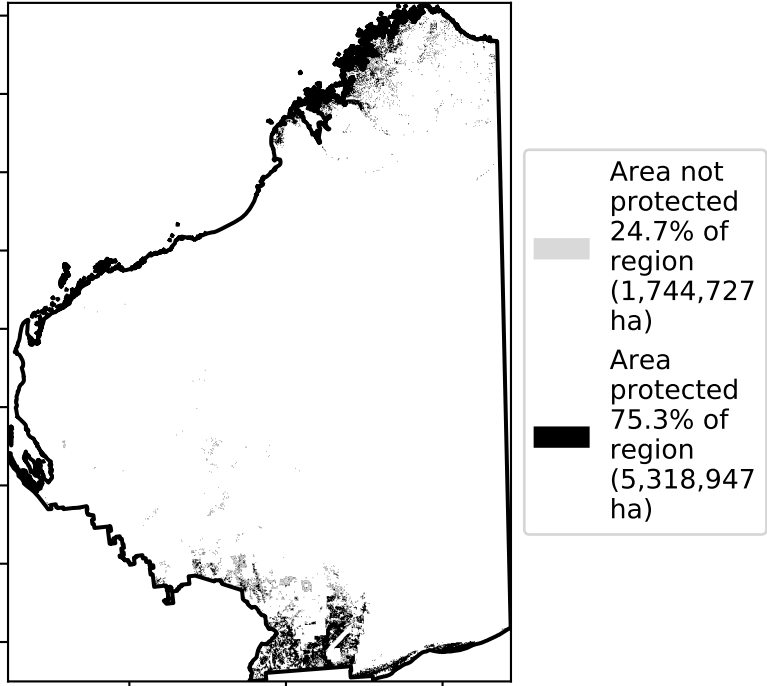 Area not
protected
24.7% of
region
(1,744,727
ha)
Area
protected
75.3% of
region
(5,318,947
ha)